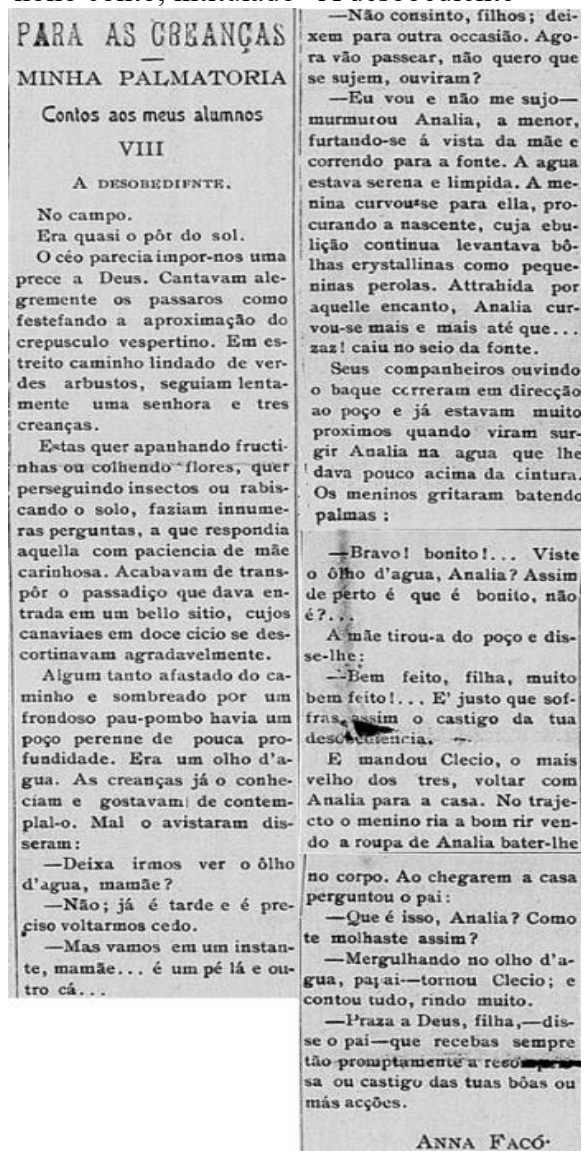 PARA AS CREANÇAS
MINHA PALMATORIA
Contos aos meus alumnos
VIII
A DESOBEDIENTE.
No campo.
Era quasi o pôr do sol.
O céo parecia impor-nos uma
prece a Deus. Cantavam ale-
gremente os passaros como
festefando a aproximação do
crepusculo vespertino. Em es-
treito caminho lindado de ver-
des arbustos, seguiam lenta-
mente uma senhora e tres
creanças.
Estas quer apanhando fructi-
nhas ou colhendo flores, quer
perseguindo insectos ou rabis-
cando o solo, faziam innume-
ras perguntas, a que respondia
aquella com paciencia de mãe
carinhosa. Acabavam de trans-
pôr o passadiço que dava en-
trada em um bello sitio, cujos
canaviaes em doce cicio se des-
cortinavam agradavelmente.
Algum tanto afastado do ca-
minho e sombreado por um
frondoso pau-pombo havia um
poço perenne de pouca pro-
fundidade. Era um olho d'a-
gua. As creanças já o conhe-
ciam e gostavam de contem-
plal-o. Mal o avistaram dis-
seram:
—Deixa irmos ver o ôlho
d'agua, mamãe?
—Não; já é tarde e é pre-
ciso voltarmos cedo.
—Mas vamos em um instan-
te, mamãe... é um pé lá e ou-
tro cá...
—Não consinto, filhos; dei-
xem para outra occasião. Ago-
ra vão passear, não quero que
se sujem, ouviram?
—Eu vou e não me sujo—
murmurou Analia, a menor,
furtando-se á vista da mãe e
correndo para a fonte. A agua
estava serena e limpida. A me-
nina curvou-se para ella, pro-
curando a nascente, cuja ebu-
lição continua levantava bô-
lhas erystallinas como peque-
ninas perolas. Attrahida por
aquelle encanto, Analia cur-
vou-se mais e mais até que...
zaz! caiu no seio da fonte.
Seus companheiros ouvindo
o baque correram em direcção
ao poço e já estavam muito
proximos quando viram sur-
gir Analia na agua que lhe
dava pouco acima da cintura.
Os meninos gritaram batendo
palmas:
—Bravo! bonito!... Viste
o ôlho d'agua, Analia? Assim
de perto é que é bonito, não
é?...
A mãe tirou-a do poço e dis-
se-lhe:
—Bem feito, filha, muito
bem feito!... E' justo que sof-
fras assim o castigo da tua
desobediencia.
E mandou Clecio, o mais
velho dos tres, voltar com
Analia para a casa. No traje-
cto o menino ria a bom rir ven-
do a roupa de Analia bater-lhe
no corpo. Ao chegarem a casa
perguntou o pai:
—Que é isso, Analia? Como
te molhaste assim?
—Mergulhando no olho d'a-
gua, papai—tornou Clecio; e
contou tudo, rindo muito.
—Praza a Deus, filha,—dis-
se o pai—que recebas sempre
tão promptamente a recompen-
sa ou castigo das tuas bôas ou
más acções.
ANNA FACÓ.